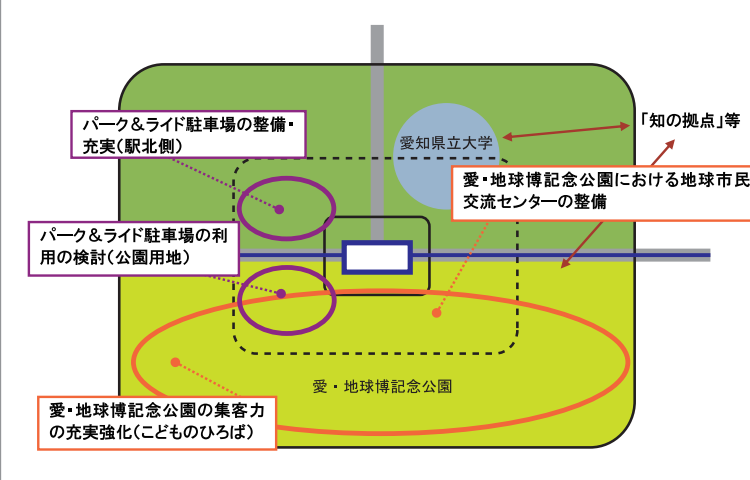 パーク＆ライド駐車場の整備・
充実（駅北側）
愛知県立大学
「知の拠点」等
愛・地球博記念公園における地球市民
交流センターの整備
パーク＆ライド駐車場の利
用の検討（公園用地）
愛・地球博記念公園
愛・地球博記念公園の集客力
の充実強化（こどものひろば）